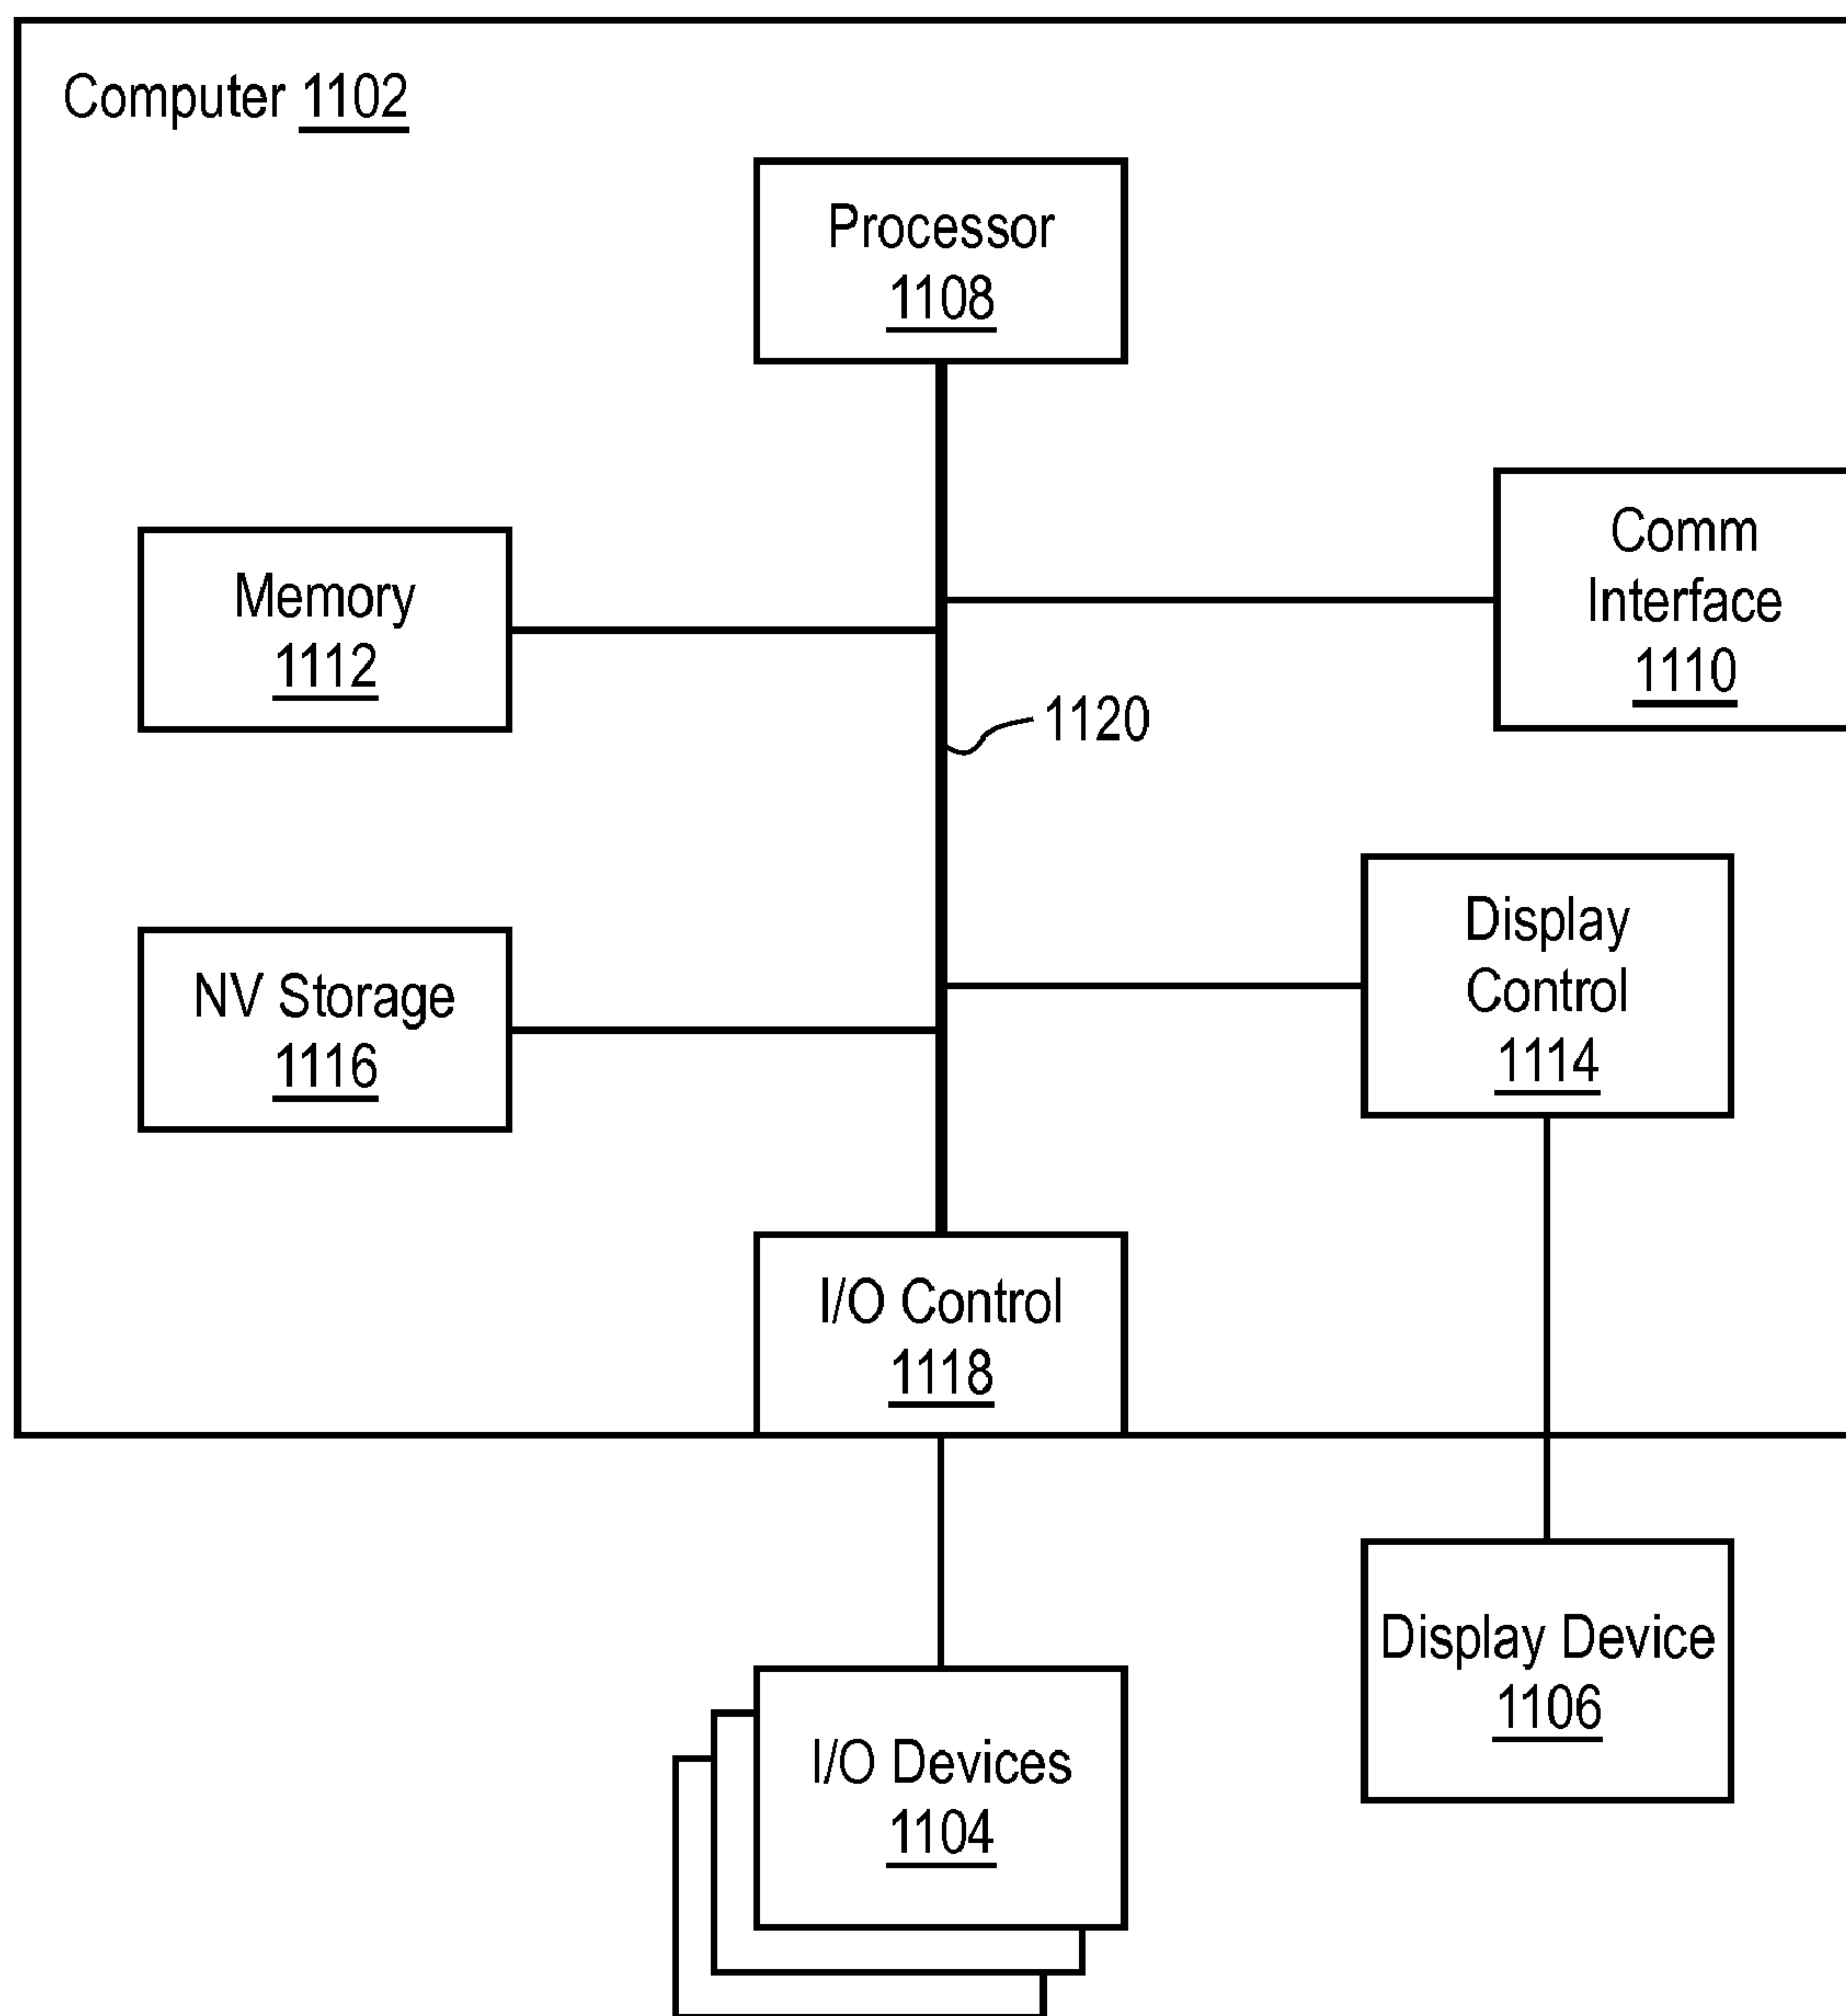 Computer 1102
Processor
1108
Comm
Interface
1110
Memory
1112
1120
Display
Control
1114
NV Storage
1116
I/O Control
1118
Display Device
1106
I/O Devices
1104